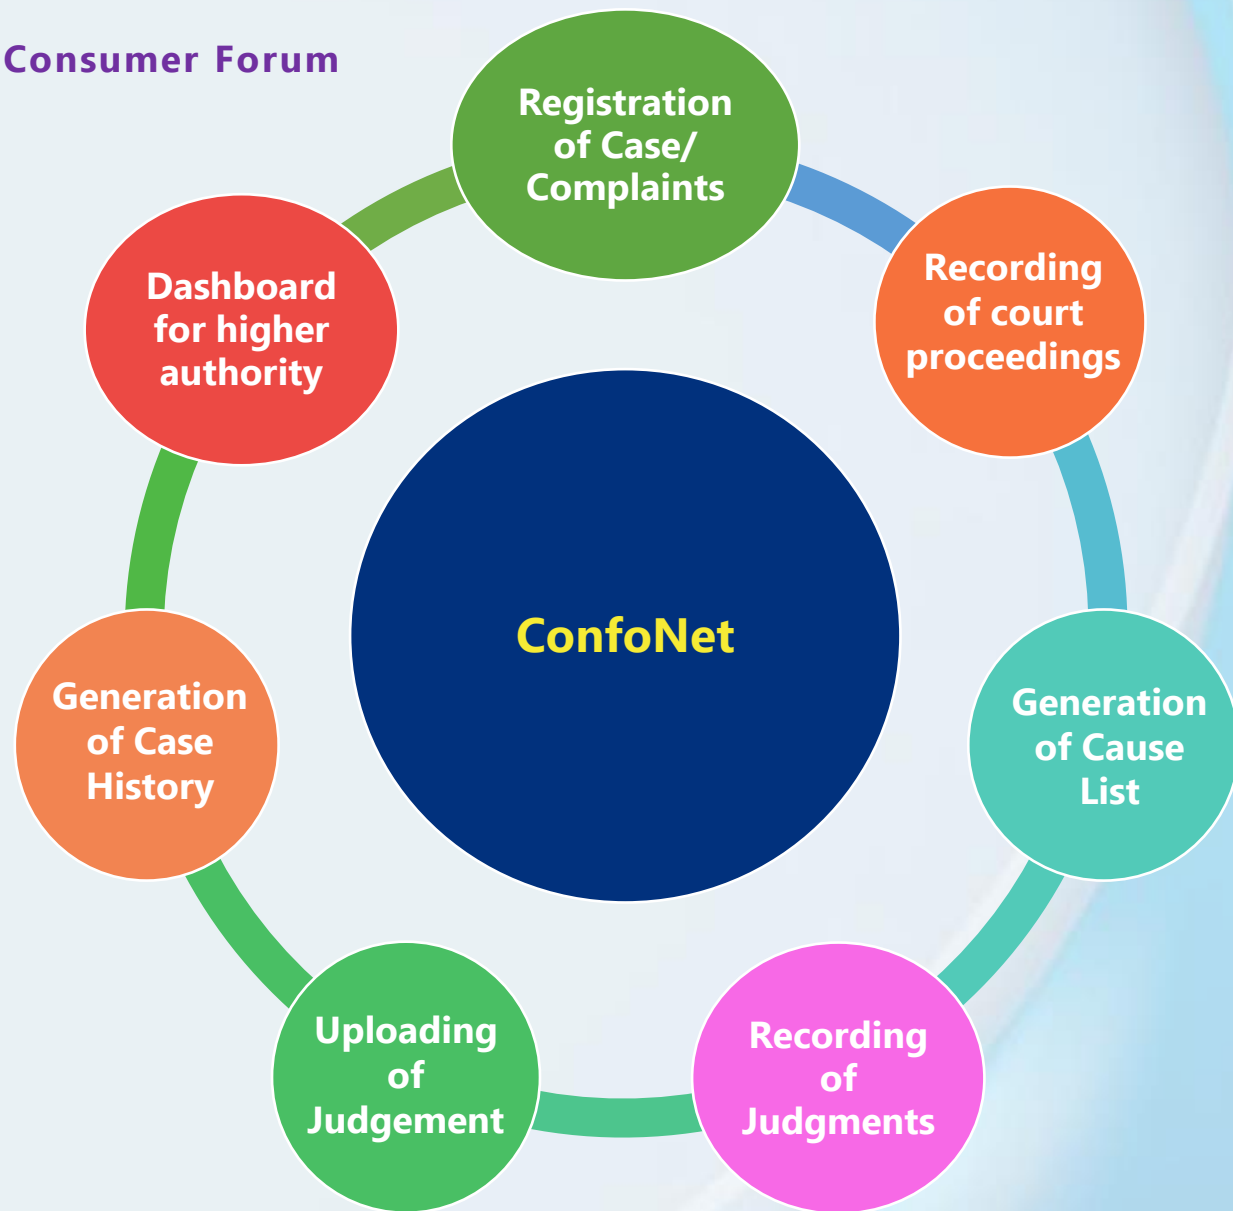 Consumer Forum
Registration
of Case/
Complaints
Recording
of court
proceedings
Generation
of Cause
List
Recording
of
Judgments
Uploading
of
Judgement
Generation
of Case
History
Dashboard
for higher
authority
ConfoNet